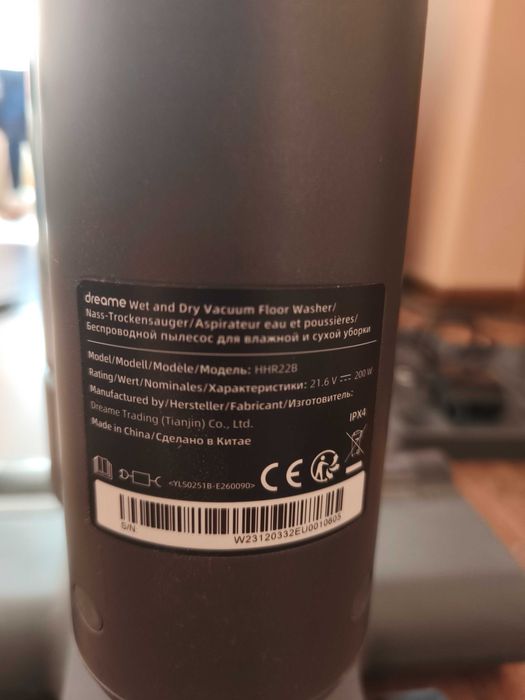 dreame Wet and Dry Vacuum Floor Washer/
Nass-Trockensauger/Aspirateur eau et poussières/
Беспроводной пылесос для влажной и сухой уборки
Model/Modell/Modèle/Модель: HHR22B
Rating/Wert/Nominales/Характеристики: 21.6 V ⎓ 200 W
Manufactured by/Hersteller/Fabricant/Изготовитель:
Dreame Trading (Tianjin) Co., Ltd.
Made in China/Сделано в Китае
IPX4
<YLS0251B-E260090>
CE
S/N
W23120332EU0010605